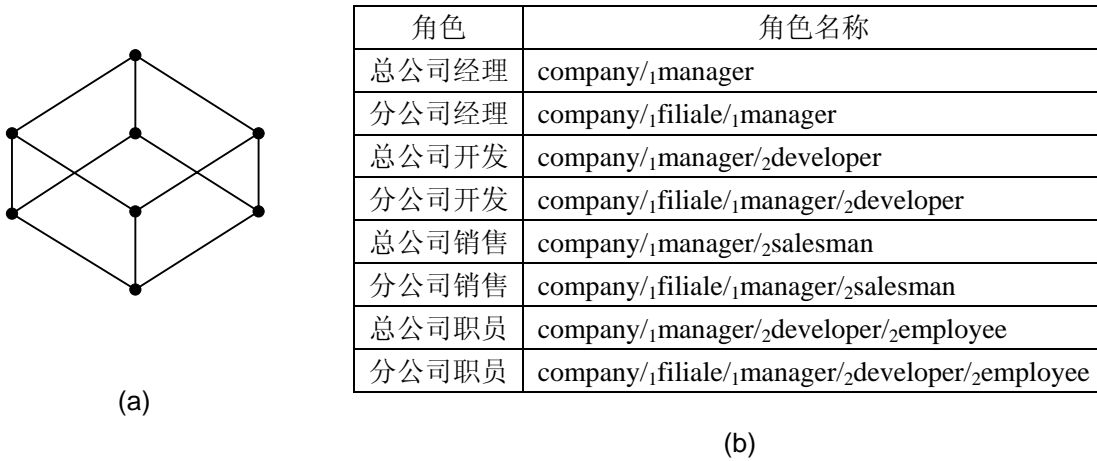 角色 角色名称
总公司经理 company/₁manager
分公司经理 company/₁filiale/₁manager
总公司开发 company/₁manager/₂developer
分公司开发 company/₁filiale/₁manager/₂developer
总公司销售 company/₁manager/₂salesman
分公司销售 company/₁filiale/₁manager/₂salesman
总公司职员 company/₁manager/₂developer/₂employee
分公司职员 company/₁filiale/₁manager/₂developer/₂employee
(a)
(b)